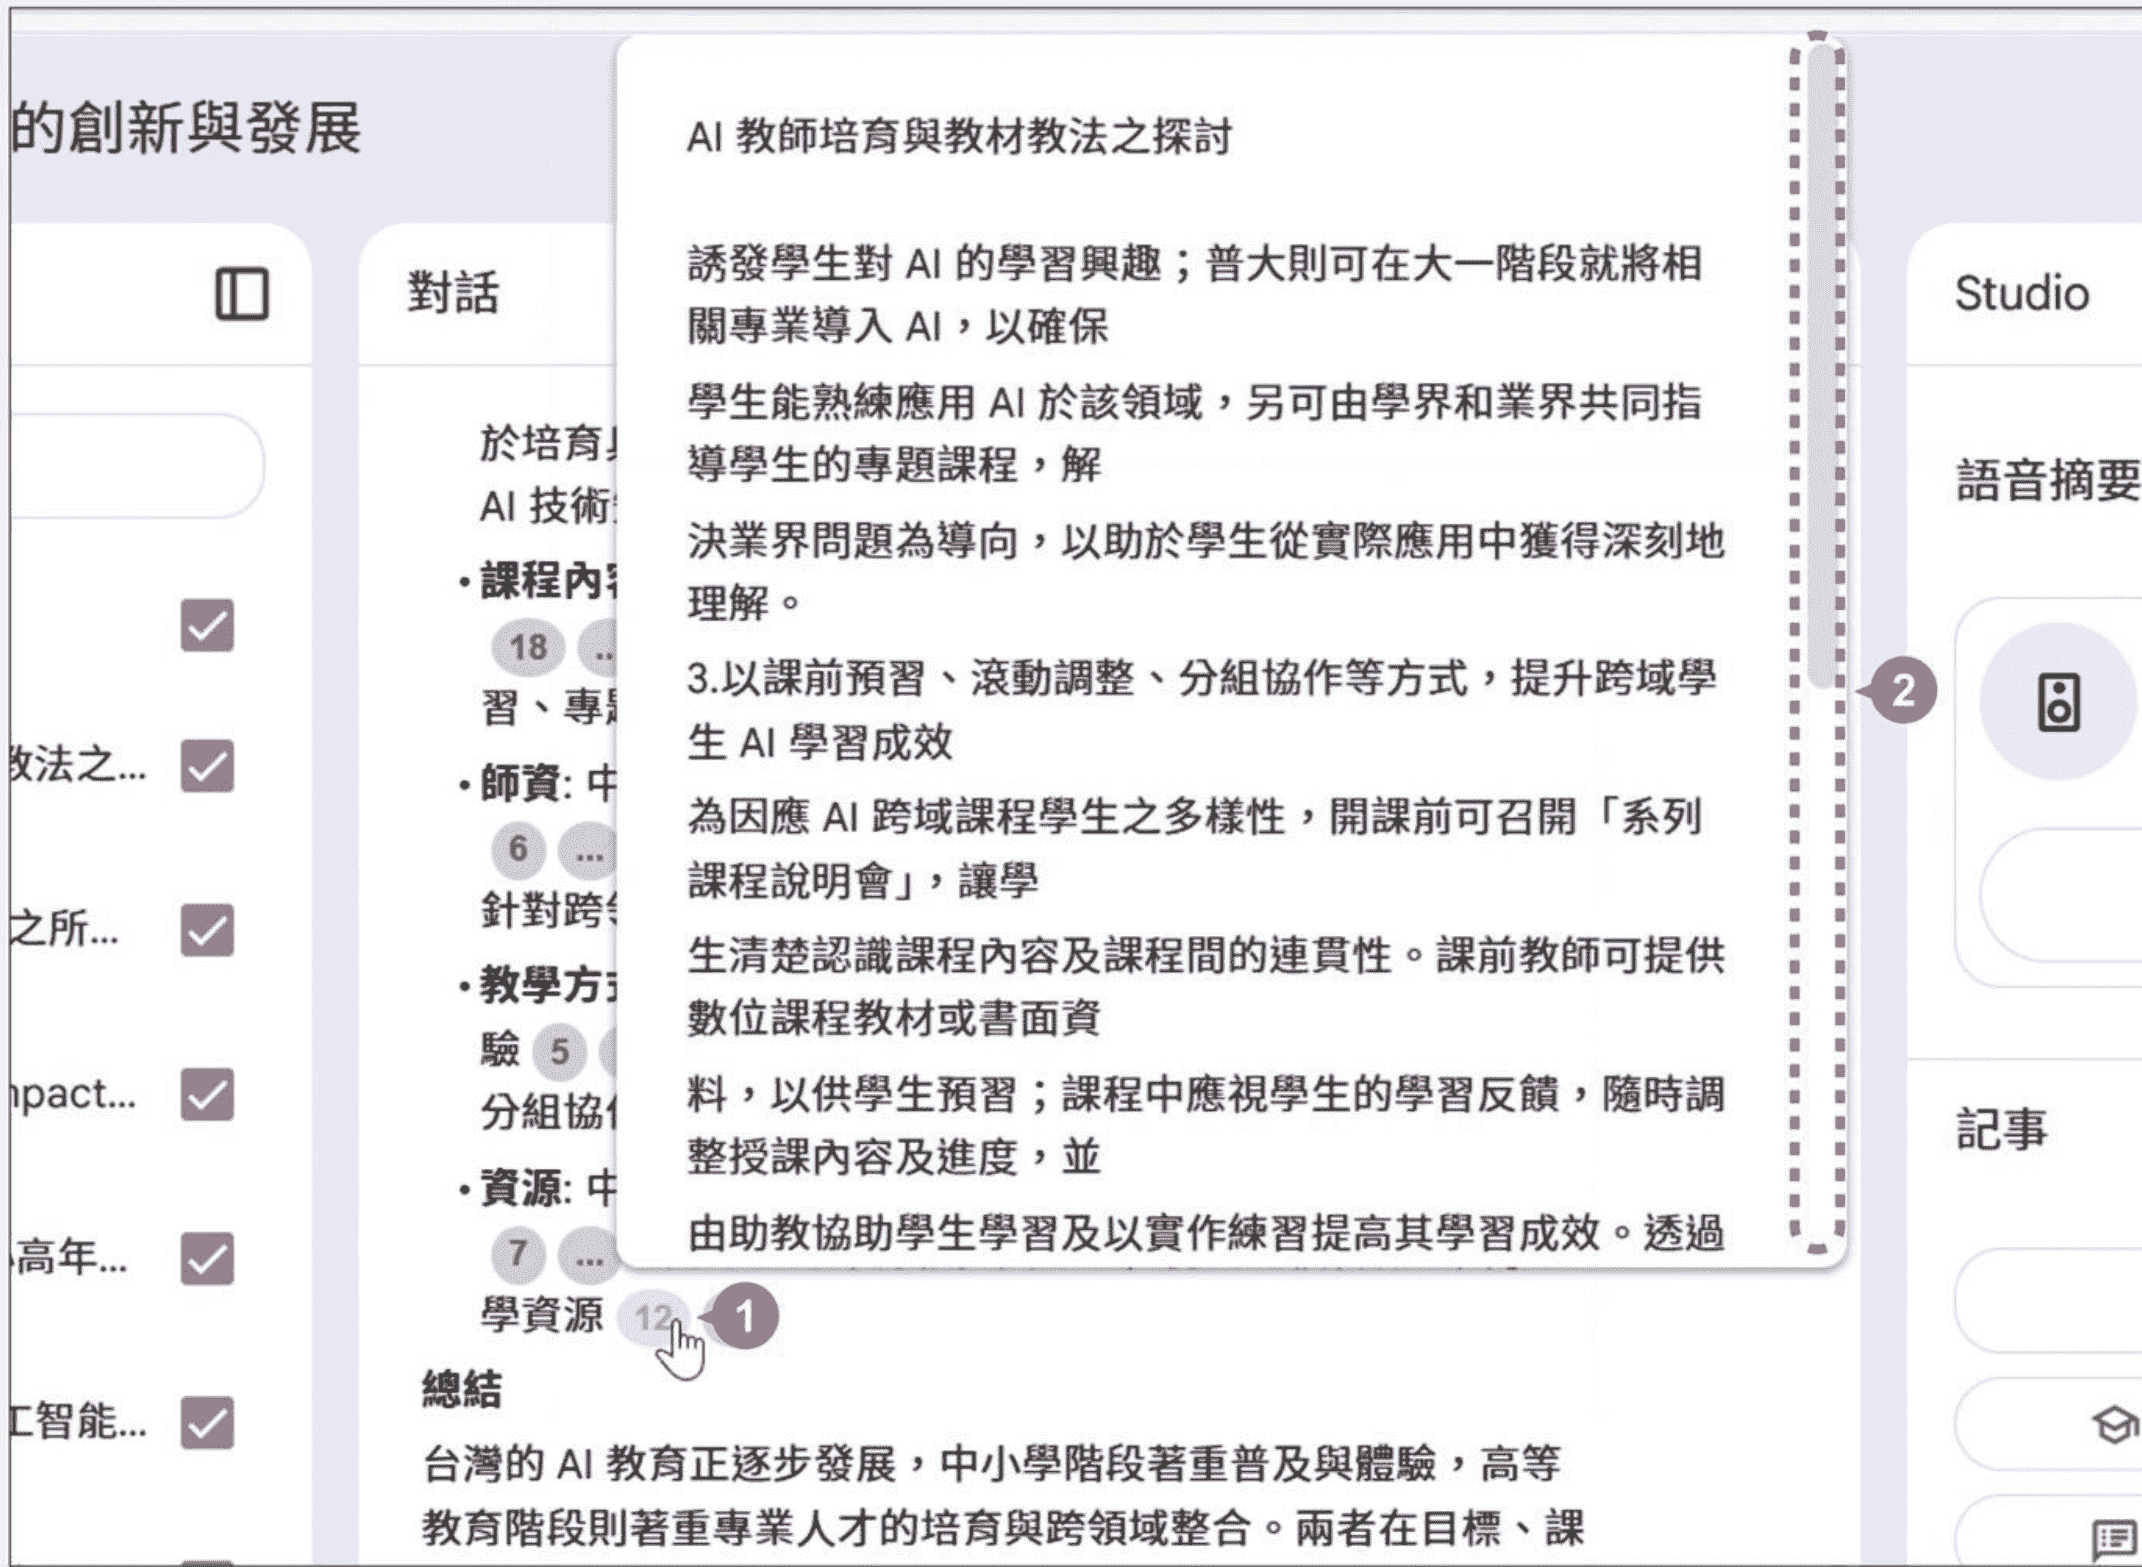 的創新與發展
教法之...
之所...
mpact...
高年...
工智能...
對話
於培育
AI 技術
•課程內容
18 ...
習、專題
•師資: 中
6 ...
針對跨領
•教學方式
驗 5
分組協作
•資源: 中
7 ...
學資源 12
總結
台灣的 AI 教育正逐步發展，中小學階段著重普及與體驗，高等
教育階段則著重專業人才的培育與跨領域整合。兩者在目標、課
AI 教師培育與教材教法之探討
誘發學生對 AI 的學習興趣；普大則可在大一階段就將相
關專業導入 AI，以確保
學生能熟練應用 AI 於該領域，另可由學界和業界共同指
導學生的專題課程，解
決業界問題為導向，以助於學生從實際應用中獲得深刻地
理解。
3.以課前預習、滾動調整、分組協作等方式，提升跨域學
生 AI 學習成效
為因應 AI 跨域課程學生之多樣性，開課前可召開「系列
課程說明會」，讓學
生清楚認識課程內容及課程間的連貫性。課前教師可提供
數位課程教材或書面資
料，以供學生預習；課程中應視學生的學習反饋，隨時調
整授課內容及進度，並
由助教協助學生學習及以實作練習提高其學習成效。透過
1
2
Studio
語音摘要
記事